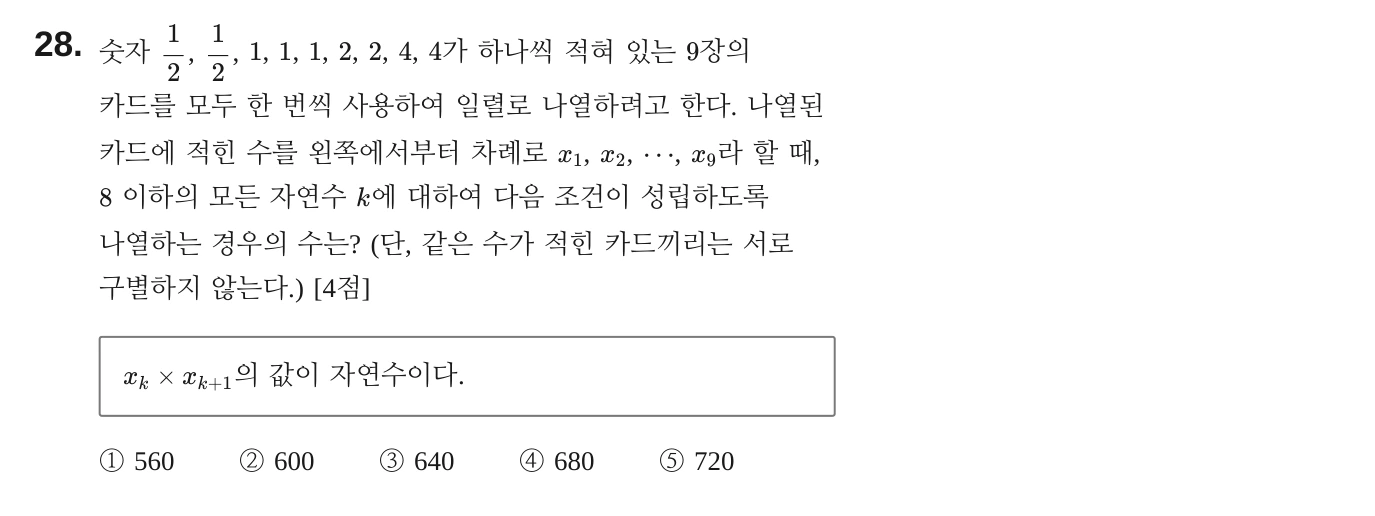 28. 숫자 1/2, 1/2, 1, 1, 1, 2, 2, 4, 4가 하나씩 적혀 있는 9장의
카드를 모두 한 번씩 사용하여 일렬로 나열하려고 한다. 나열된
카드에 적힌 수를 왼쪽에서부터 차례로 x₁, x₂, ⋯, x₉라 할 때,
8 이하의 모든 자연수 k에 대하여 다음 조건이 성립하도록
나열하는 경우의 수는? (단, 같은 수가 적힌 카드끼리는 서로
구별하지 않는다.) [4점]
xₖ × xₖ₊₁의 값이 자연수이다.
① 560 ② 600 ③ 640 ④ 680 ⑤ 720